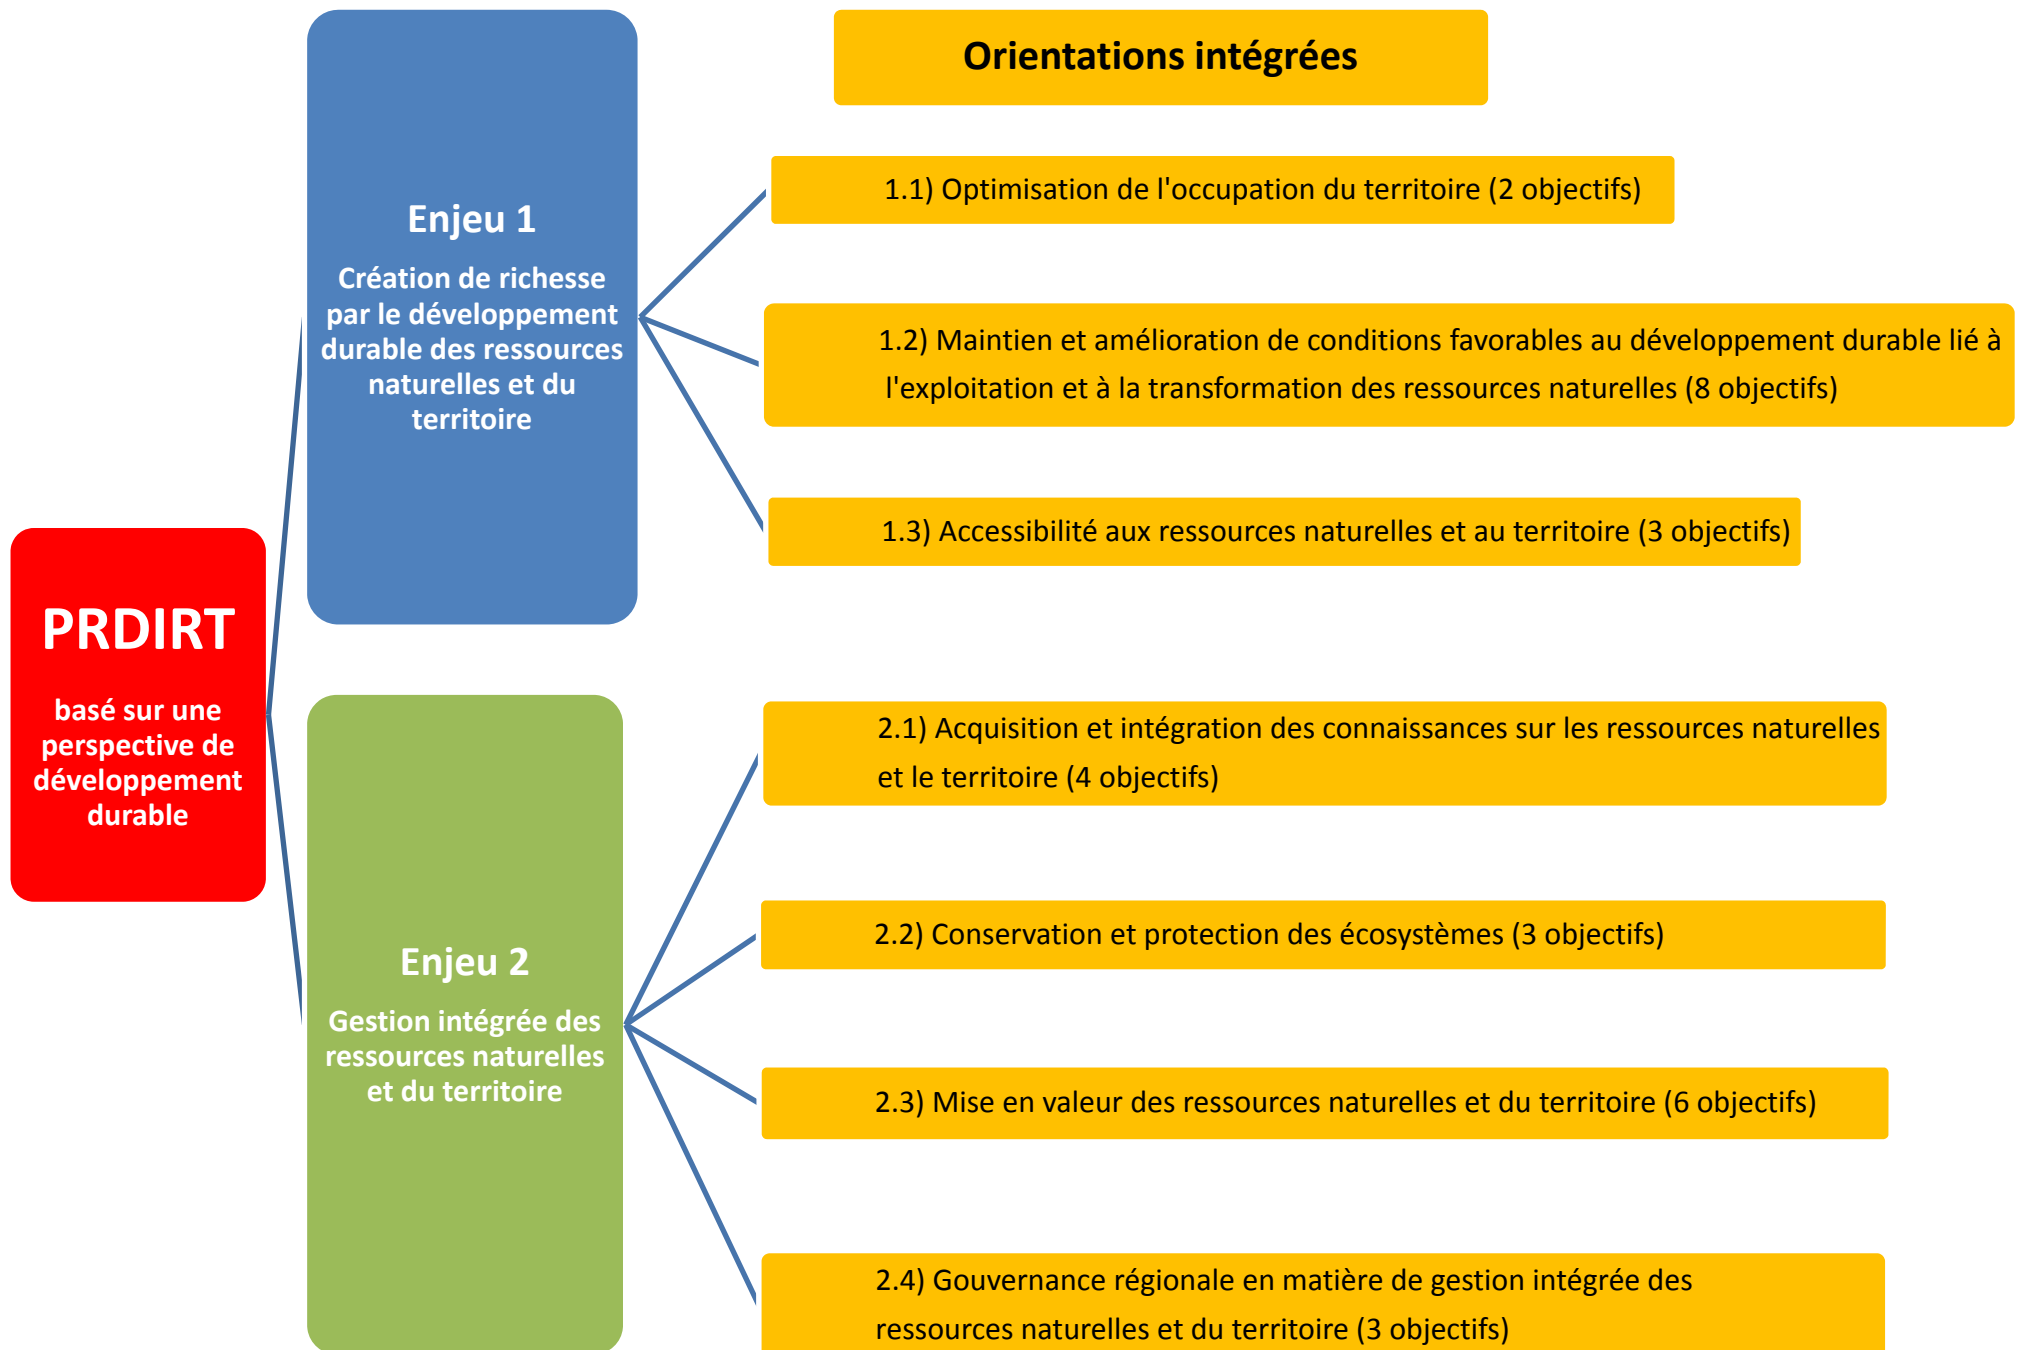 Orientations intégrées
PRDIRT
basé sur une
perspective de
développement
durable
Enjeu 1
Création de richesse
par le développement
durable des ressources
naturelles et du
territoire
1.1) Optimisation de l'occupation du territoire (2 objectifs)
1.2) Maintien et amélioration de conditions favorables au développement durable lié à
l'exploitation et à la transformation des ressources naturelles (8 objectifs)
1.3) Accessibilité aux ressources naturelles et au territoire (3 objectifs)
Enjeu 2
Gestion intégrée des
ressources naturelles
et du territoire
2.1) Acquisition et intégration des connaissances sur les ressources naturelles
et le territoire (4 objectifs)
2.2) Conservation et protection des écosystèmes (3 objectifs)
2.3) Mise en valeur des ressources naturelles et du territoire (6 objectifs)
2.4) Gouvernance régionale en matière de gestion intégrée des
ressources naturelles et du territoire (3 objectifs)